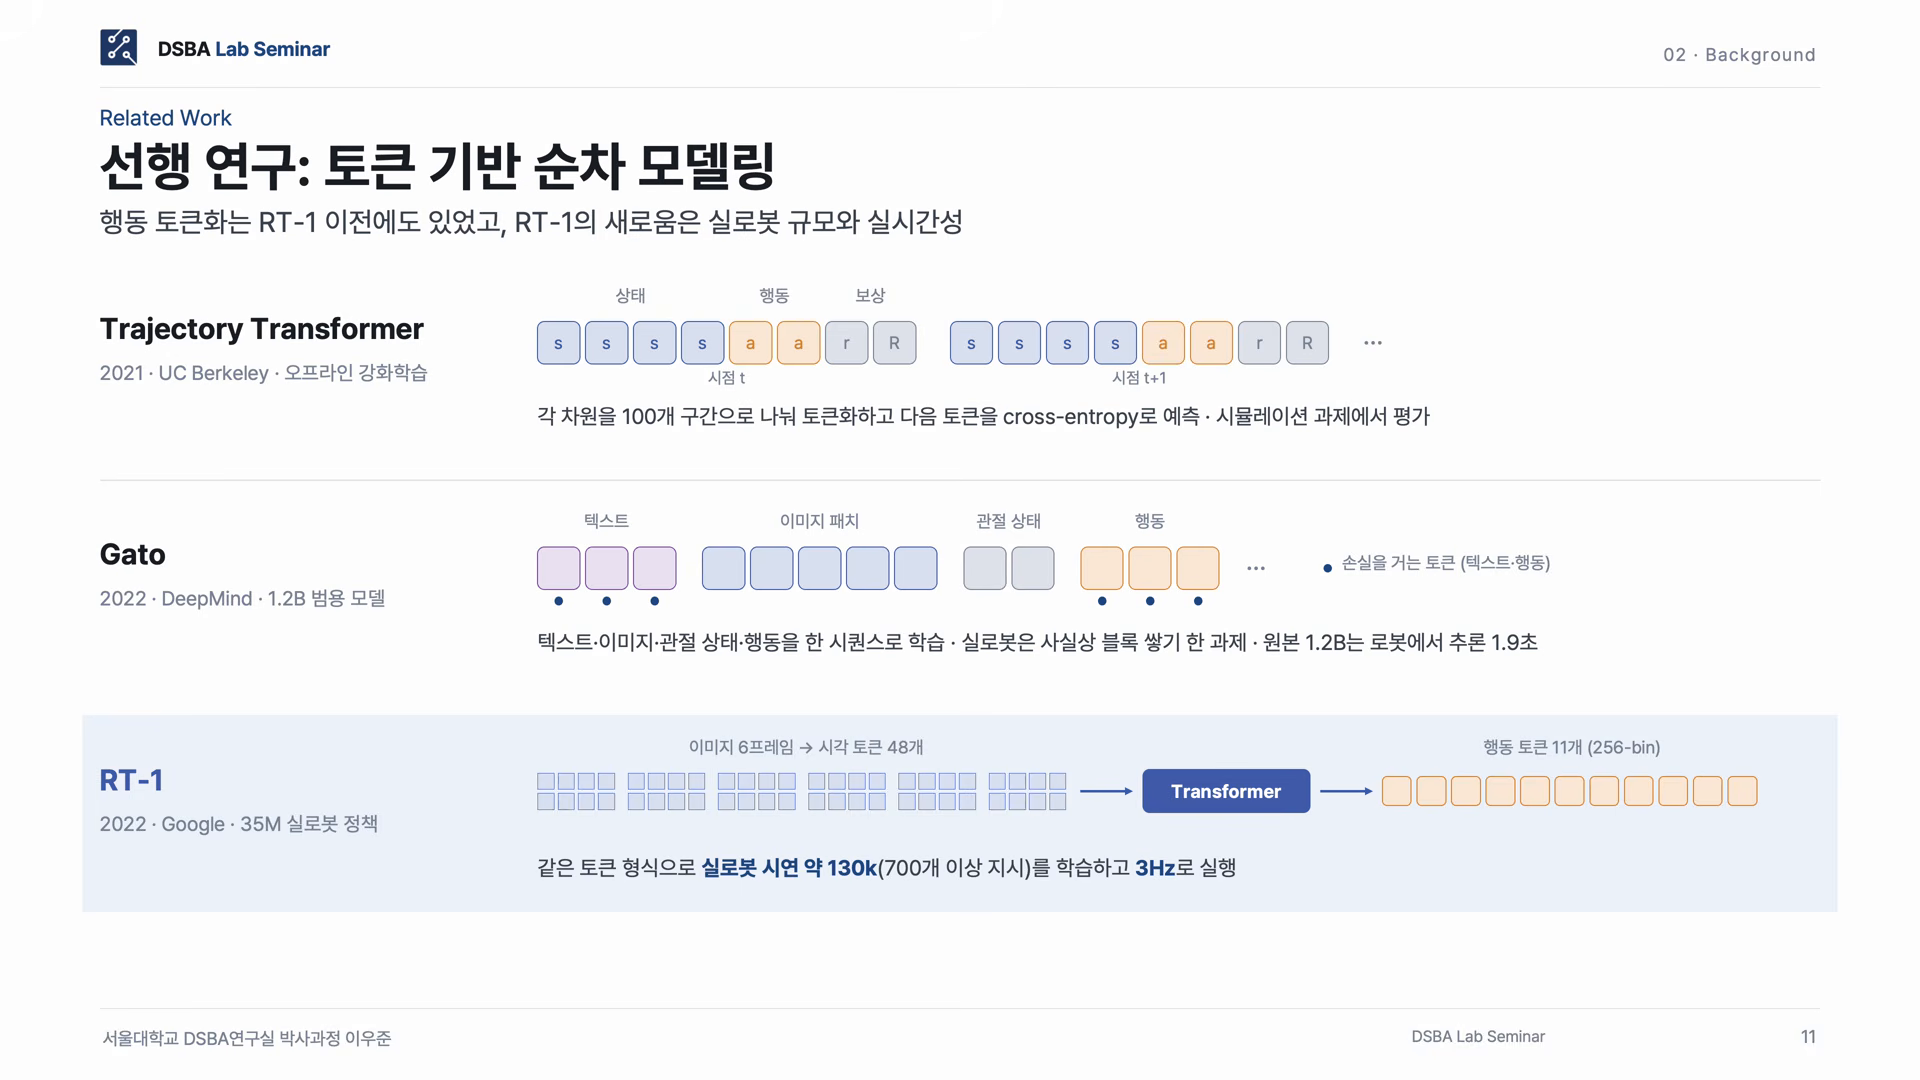 DSBA Lab Seminar
02 · Background
Related Work
선행 연구: 토큰 기반 순차 모델링
행동 토큰화는 RT-1 이전에도 있었고, RT-1의 새로움은 실로봇 규모와 실시간성
상태 행동 보상
Trajectory Transformer
s s s s a a r R s s s s a a r R ...
2021 · UC Berkeley · 오프라인 강화학습
시점 t 시점 t+1
각 차원을 100개 구간으로 나눠 토큰화하고 다음 토큰을 cross-entropy로 예측 · 시뮬레이션 과제에서 평가
텍스트 이미지 패치 관절 상태 행동
Gato
... 손실을 거는 토큰 (텍스트·행동)
2022 · DeepMind · 1.2B 범용 모델
텍스트·이미지·관절 상태·행동을 한 시퀀스로 학습 · 실로봇은 사실상 블록 쌓기 한 과제 · 원본 1.2B는 로봇에서 추론 1.9초
이미지 6프레임 → 시각 토큰 48개 행동 토큰 11개 (256-bin)
RT-1
Transformer
2022 · Google · 35M 실로봇 정책
같은 토큰 형식으로 실로봇 시연 약 130k(700개 이상 지시)를 학습하고 3Hz로 실행
서울대학교 DSBA연구실 박사과정 이우준
DSBA Lab Seminar
11